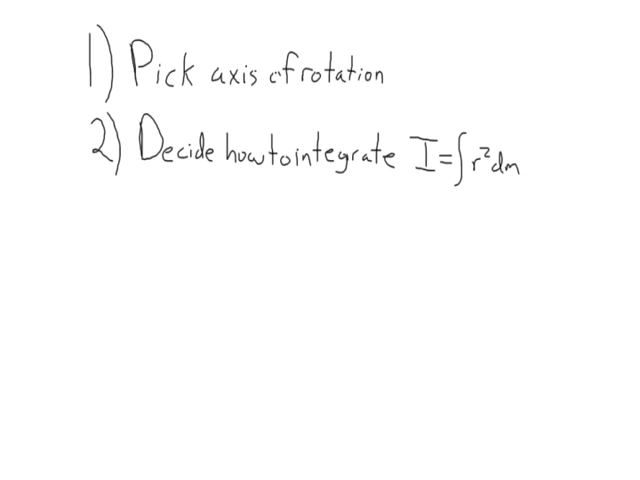 1) Pick axis of rotation
2) Decide how to integrate I=∫r²dm